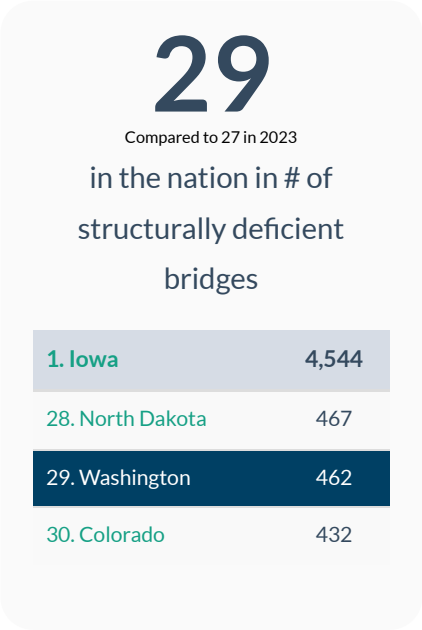 29
Compared to 27 in 2023
in the nation in # of
structurally deficient
bridges
1. Iowa 4,544
28. North Dakota 467
29. Washington 462
30. Colorado 432